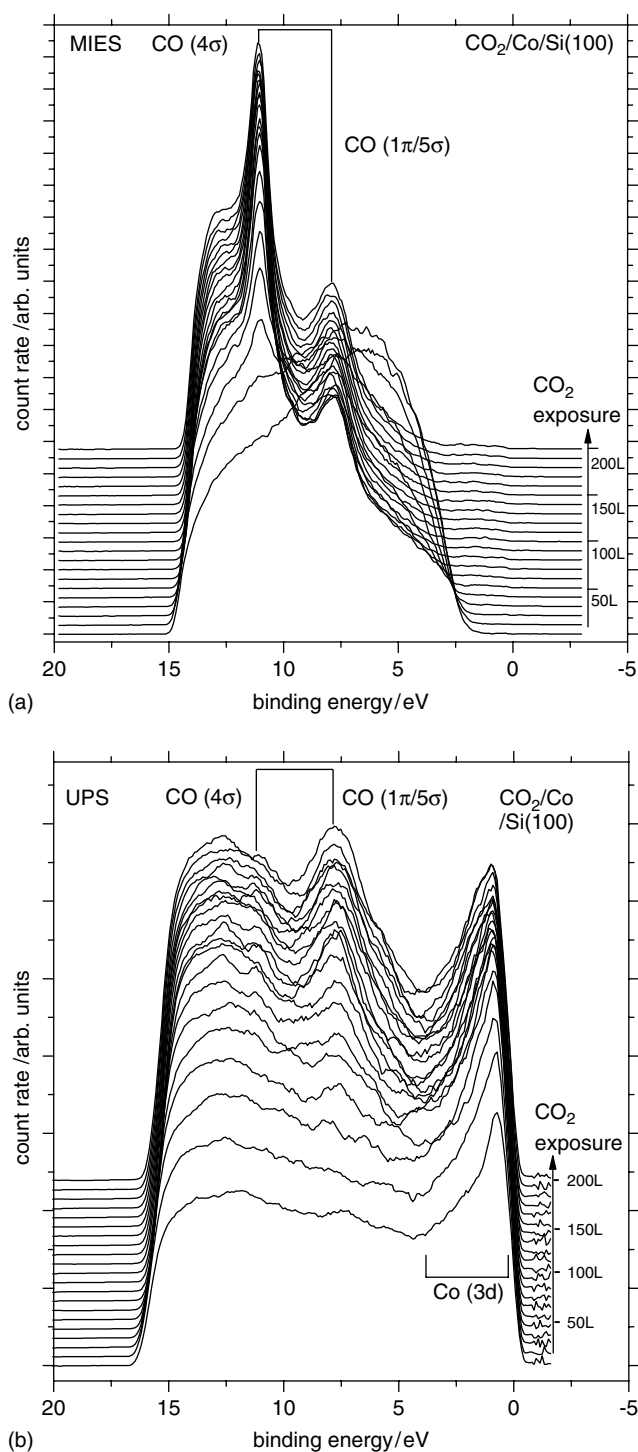 MIES CO (4σ) CO₂/Co/Si(100)
CO (1π/5σ)
count rate /arb. units
CO₂
exposure
200L
150L
100L
50L
20 15 10 5 0 -5
(a) binding energy/eV
UPS CO (4σ) CO (1π/5σ) CO₂/Co
/Si(100)
count rate /arb. units
CO₂
exposure
200L
150L
100L
50L
Co (3d)
20 15 10 5 0 -5
(b) binding energy/eV